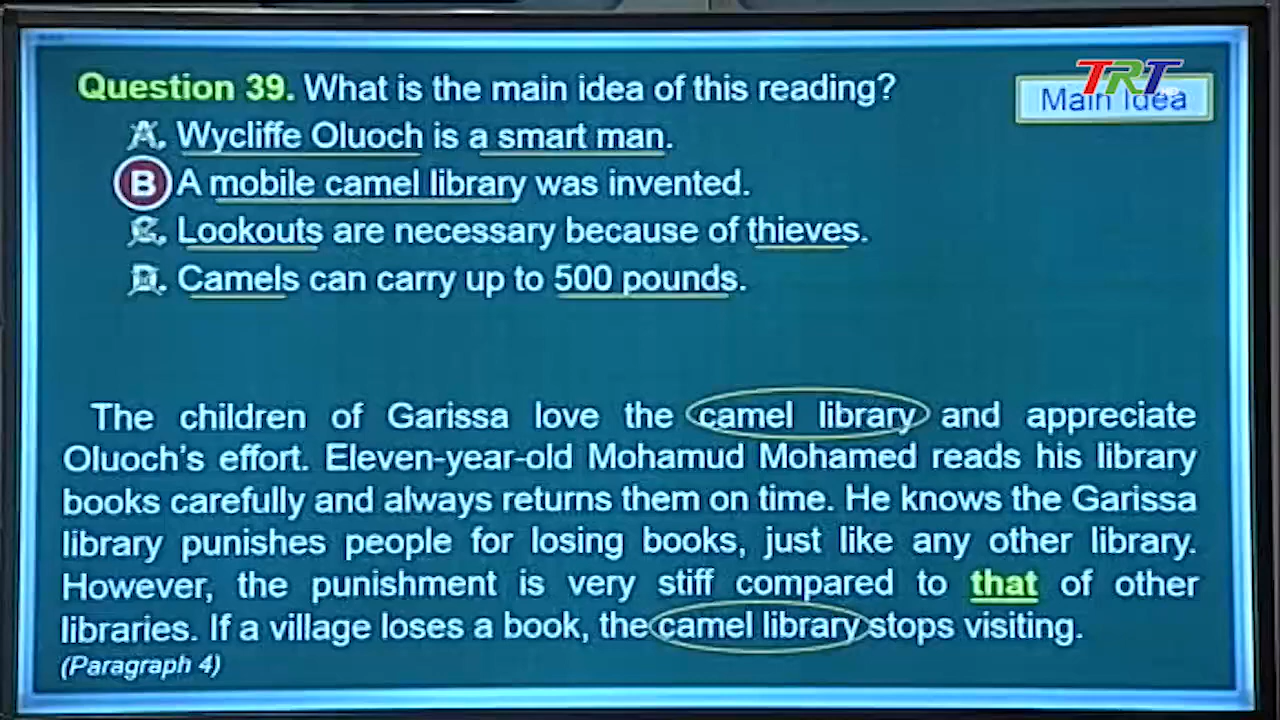 Question 39. What is the main idea of this reading?
TRT
Main Idea
A. Wycliffe Oluoch is a smart man.
B A mobile camel library was invented.
C. Lookouts are necessary because of thieves.
D. Camels can carry up to 500 pounds.
The children of Garissa love the camel library and appreciate
Oluoch's effort. Eleven-year-old Mohamud Mohamed reads his library
books carefully and always returns them on time. He knows the Garissa
library punishes people for losing books, just like any other library.
However, the punishment is very stiff compared to that of other
libraries. If a village loses a book, the camel library stops visiting.
(Paragraph 4)